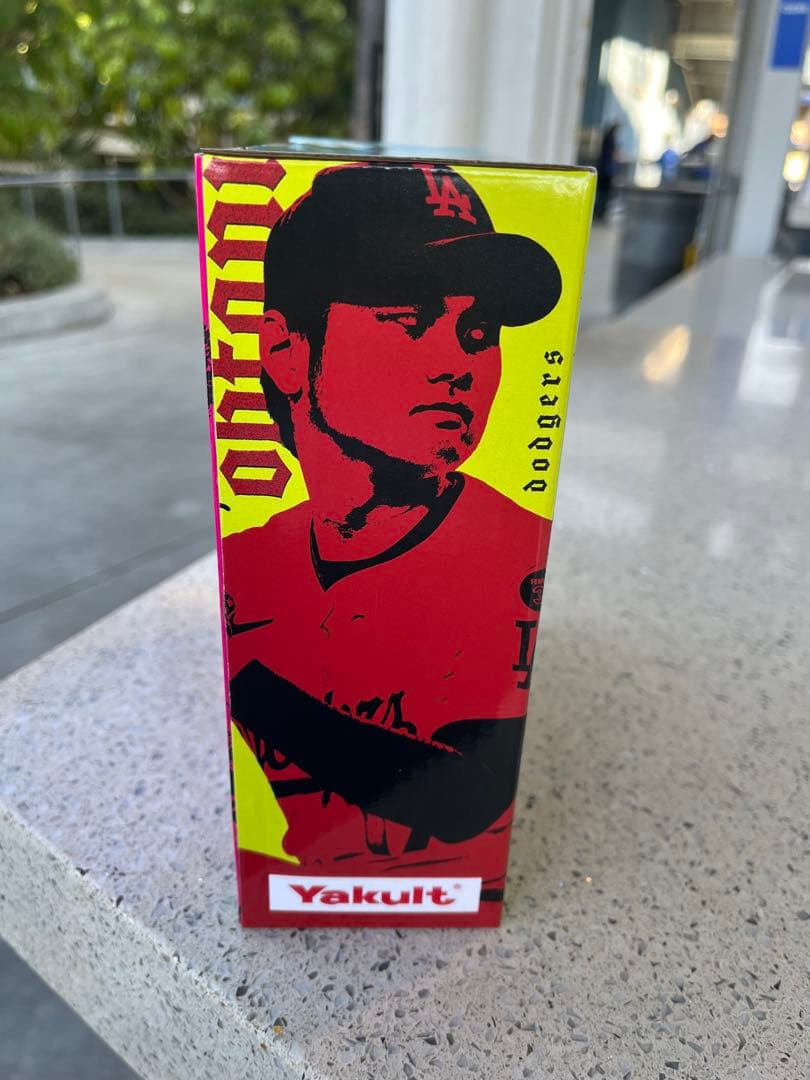 LA
Ohtani
dodgers
Yakult®